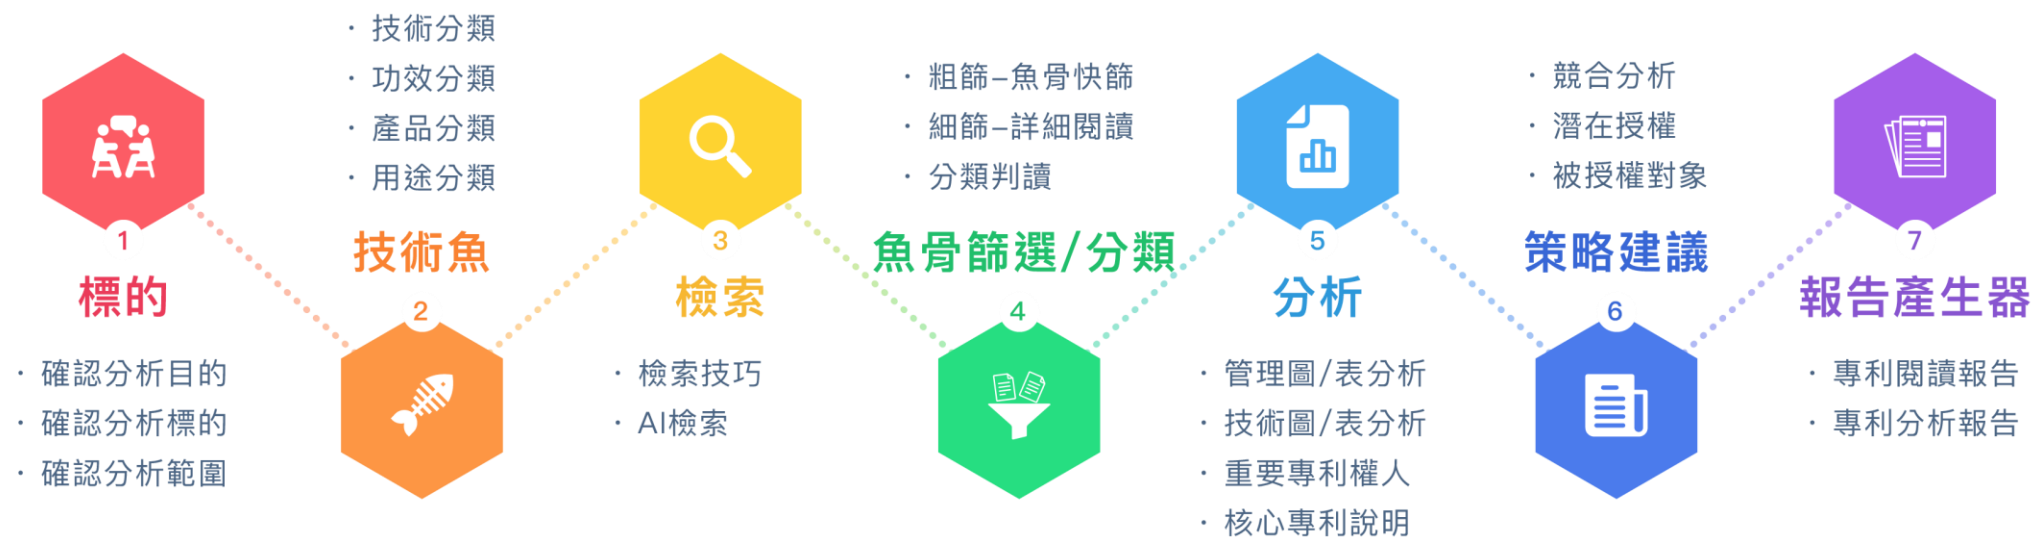 1
標的
· 確認分析目的
· 確認分析標的
· 確認分析範圍
· 技術分類
· 功效分類
· 產品分類
· 用途分類
技術魚
2
3
檢索
· 檢索技巧
· AI檢索
· 粗篩–魚骨快篩
· 細篩–詳細閱讀
· 分類判讀
魚骨篩選/分類
4
5
分析
· 管理圖/表分析
· 技術圖/表分析
· 重要專利權人
· 核心專利說明
· 競合分析
· 潛在授權
· 被授權對象
策略建議
6
7
報告產生器
· 專利閱讀報告
· 專利分析報告